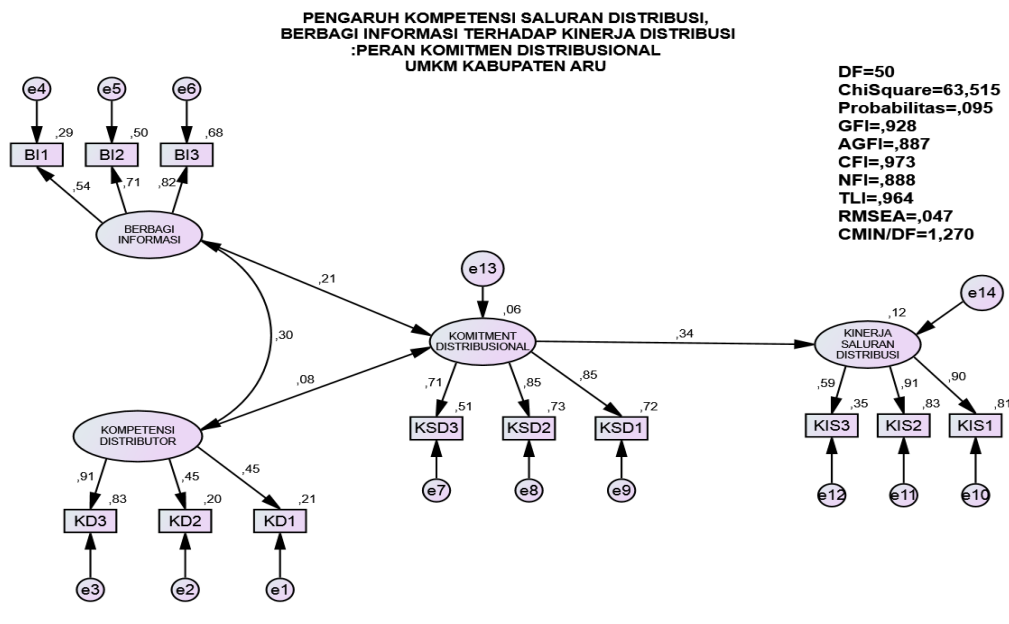 PENGARUH KOMPETENSI SALURAN DISTRIBUSI,
BERBAGI INFORMASI TERHADAP KINERJA DISTRIBUSI
:PERAN KOMITMEN DISTRIBUSIONAL
UMKM KABUPATEN ARU
DF=50
ChiSquare=63,515
Probabilitas=,095
GFI=,928
AGFI=,887
CFI=,973
NFI=,888
TLI=,964
RMSEA=,047
CMIN/DF=1,270
e4
e5
e6
,29
,50
,68
BI1
BI2
BI3
,54
,71
,82
BERBAGI
INFORMASI
,21
,30
,08
e13
,06
KOMITMENT
DISTRIBUSIONAL
,34
e14
,12
KINERJA
SALURAN
DISTRIBUSI
,71
,85
,85
,51
,73
,72
KSD3
KSD2
KSD1
e7
e8
e9
,59
,91
,90
,35
,83
,81
KIS3
KIS2
KIS1
e12
e11
e10
KOMPETENSI
DISTRIBUTOR
,91
,45
,45
,83
,20
,21
KD3
KD2
KD1
e3
e2
e1